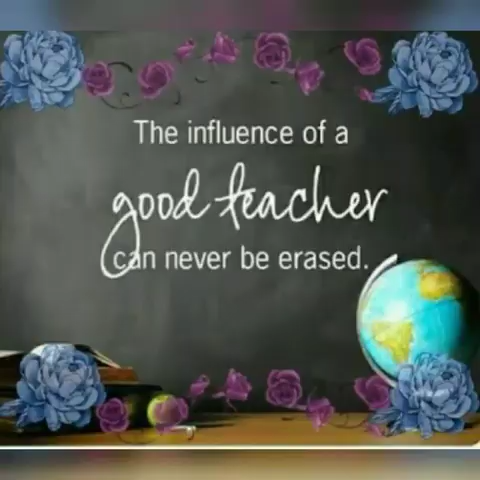 The influence of a
good teacher
can never be erased.